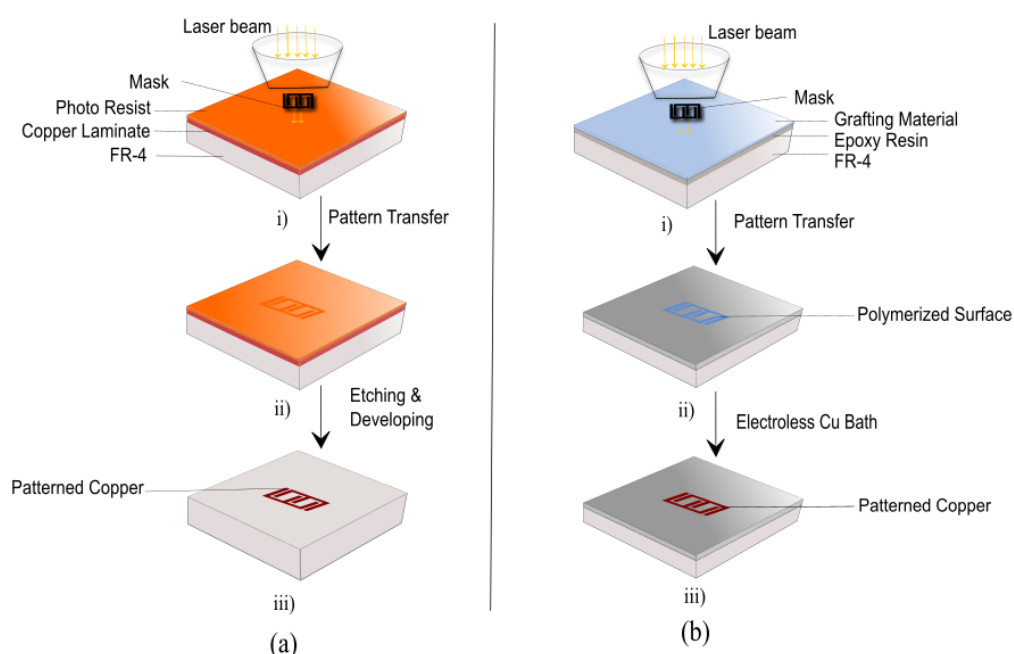 Laser beam
Mask
Photo Resist
Copper Laminate
FR-4
i)
Pattern Transfer
ii)
Etching &
Developing
Patterned Copper
iii)
(a)
Laser beam
Mask
Grafting Material
Epoxy Resin
FR-4
i)
Pattern Transfer
Polymerized Surface
ii)
Electroless Cu Bath
Patterned Copper
iii)
(b)